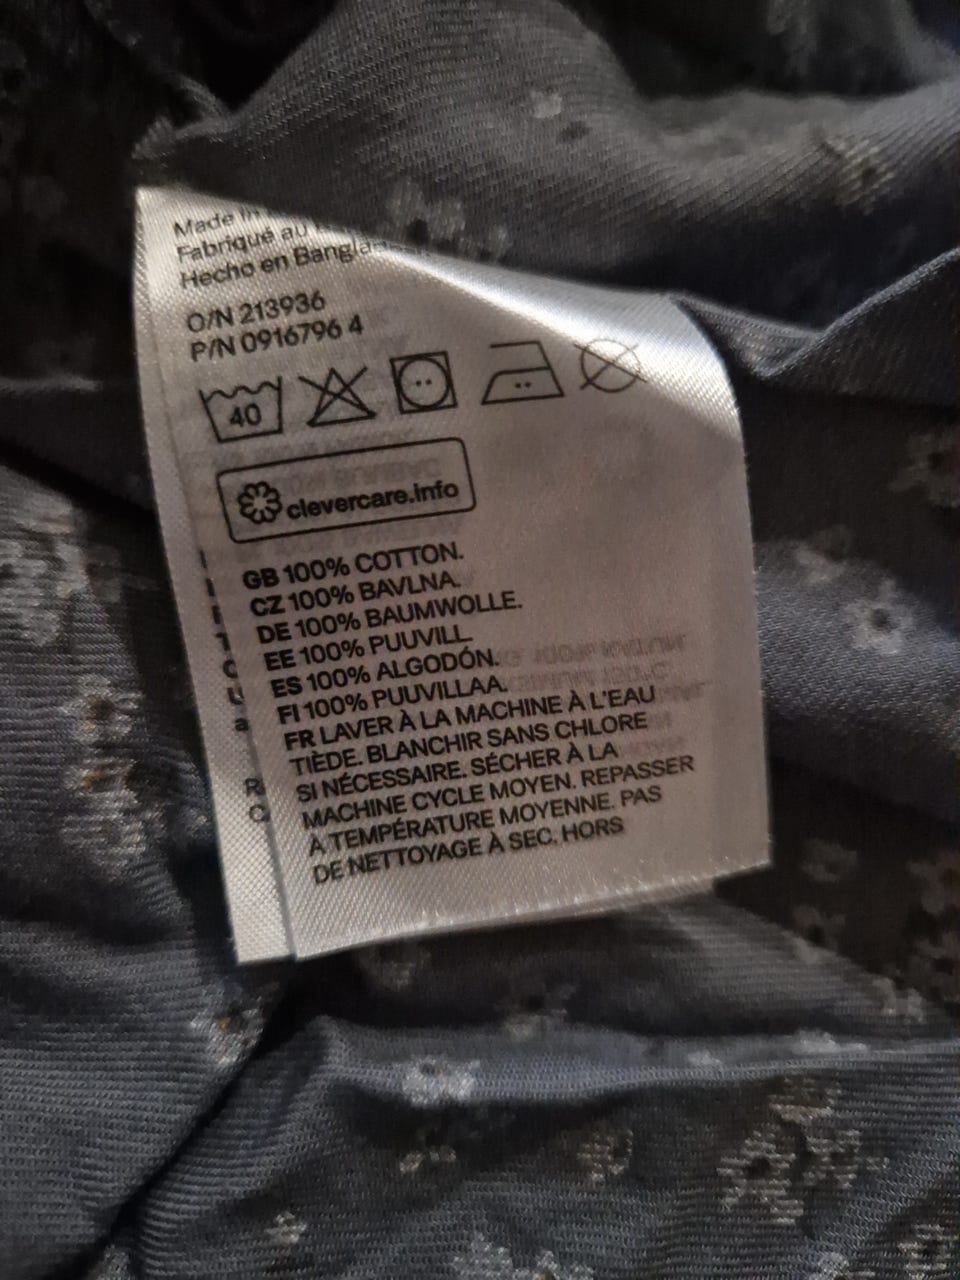 Made in
Fabriqué au
Hecho en Bangla
O/N 213936
P/N 0916796 4
40
clevercare.info
GB 100% COTTON.
CZ 100% BAVLNA.
DE 100% BAUMWOLLE.
EE 100% PUUVILL.
ES 100% ALGODÓN.
FI 100% PUUVILLAA.
FR LAVER À LA MACHINE À L'EAU
TIÈDE. BLANCHIR SANS CHLORE
SI NÉCESSAIRE. SÉCHER À LA
MACHINE CYCLE MOYEN. REPASSER
À TEMPÉRATURE MOYENNE. PAS
DE NETTOYAGE À SEC. HORS